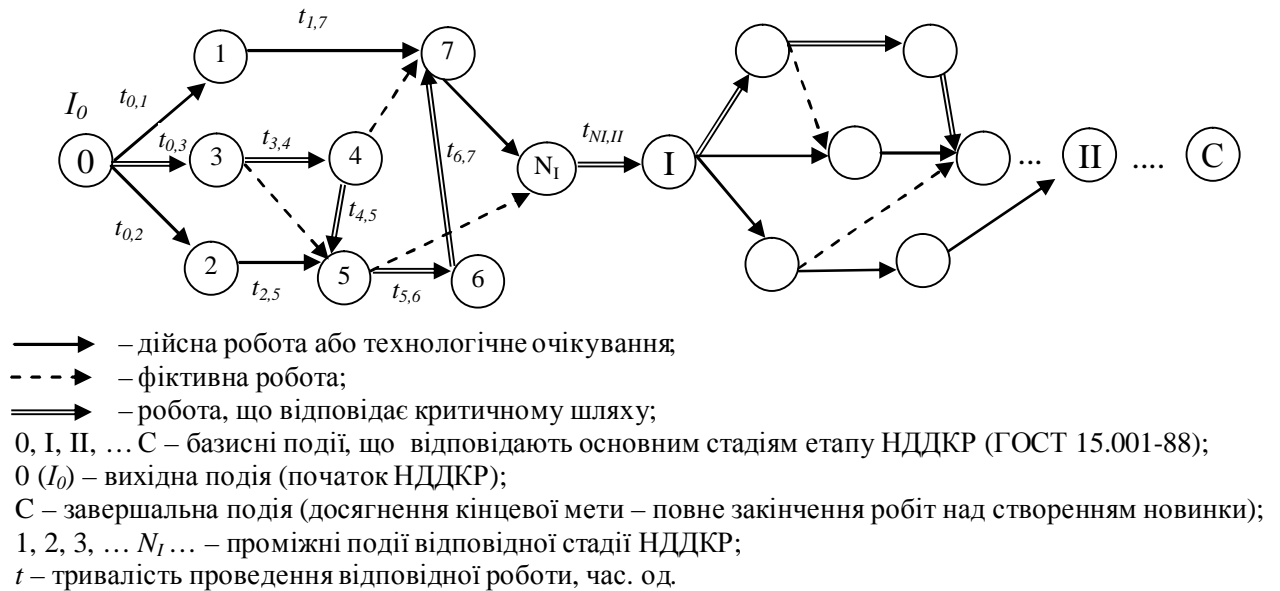 t1,7
1
7
t0,1
I0
t0,3
t3,4
tNI,II
t6,7
0
3
4
NI
I
... II .... C
t4,5
t0,2
2
5
6
t2,5
t5,6
– дійсна робота або технологічне очікування;
– фіктивна робота;
– робота, що відповідає критичному шляху;
0, I, II, … C – базисні події, що відповідають основним стадіям етапу НДДКР (ГОСТ 15.001-88);
0 (I0) – вихідна подія (початок НДДКР);
C – завершальна подія (досягнення кінцевої мети – повне закінчення робіт над створенням новинки);
1, 2, 3, … NI … – проміжні події відповідної стадії НДДКР;
t – тривалість проведення відповідної роботи, час. од.